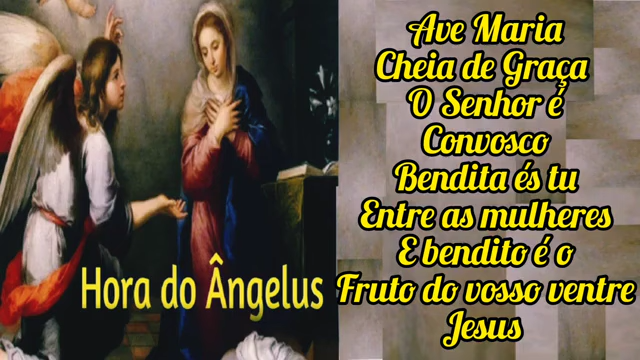 Hora do Ângelus
Ave Maria
Cheia de Graça
O Senhor é
Convosco
Bendita és tu
Entre as mulheres
E bendito é o
Fruto do vosso ventre
Jesus